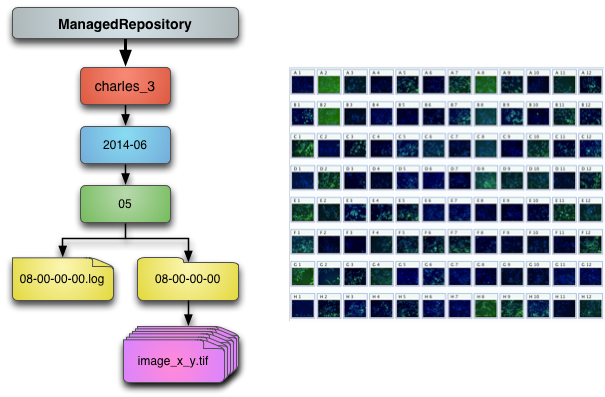 ManagedRepository
charles_3
2014-06
05
08-00-00-00.log
08-00-00-00
image_x_y.tif
A 1 A 2 A 3 A 4 A 5 A 6 A 7 A 8 A 9 A 10 A 11 A 12
B 1 B 2 B 3 B 4 B 5 B 6 B 7 B 8 B 9 B 10 B 11 B 12
C 1 C 2 C 3 C 4 C 5 C 6 C 7 C 8 C 9 C 10 C 11 C 12
D 1 D 2 D 3 D 4 D 5 D 6 D 7 D 8 D 9 D 10 D 11 D 12
E 1 E 2 E 3 E 4 E 5 E 6 E 7 E 8 E 9 E 10 E 11 E 12
F 1 F 2 F 3 F 4 F 5 F 6 F 7 F 8 F 9 F 10 F 11 F 12
G 1 G 2 G 3 G 4 G 5 G 6 G 7 G 8 G 9 G 10 G 11 G 12
H 1 H 2 H 3 H 4 H 5 H 6 H 7 H 8 H 9 H 10 H 11 H 12